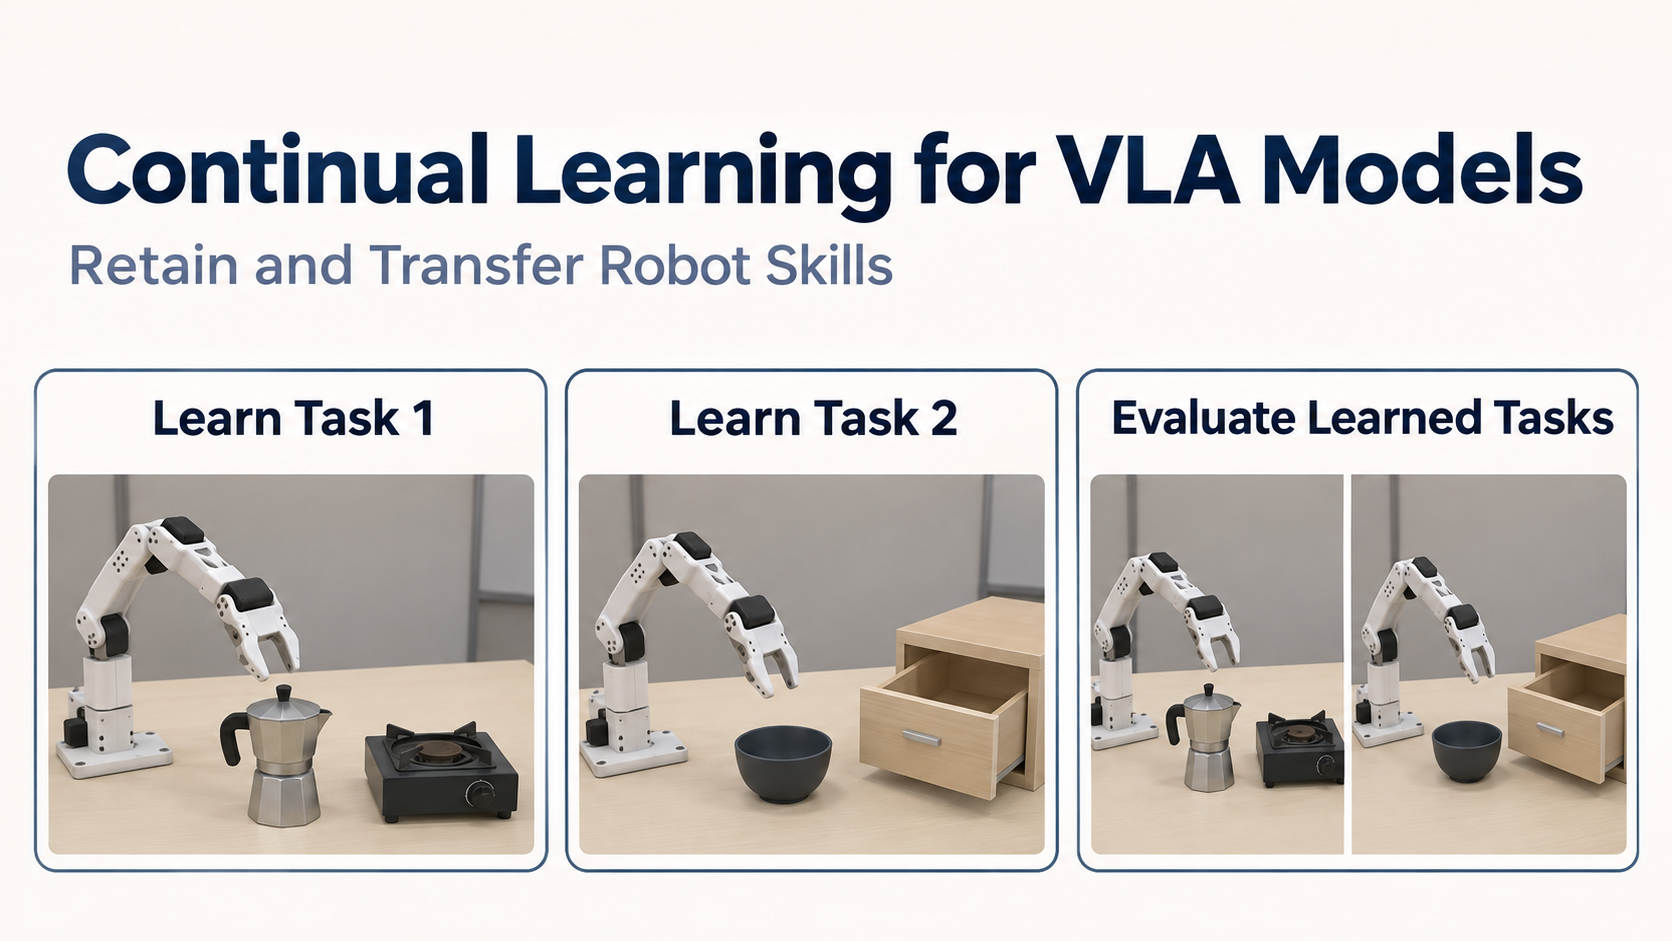 Continual Learning for VLA Models
Retain and Transfer Robot Skills
Learn Task 1
Learn Task 2
Evaluate Learned Tasks